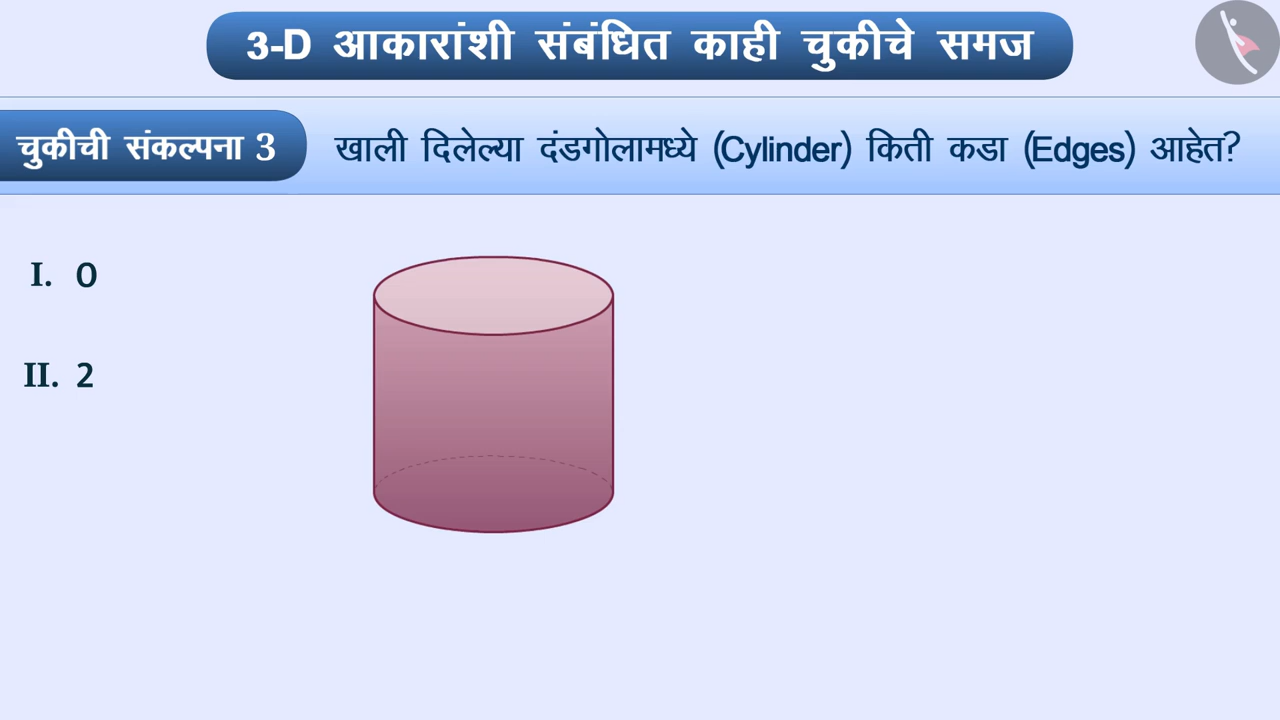 3-D आकारांशी संबंधित काही चुकीचे समज
चुकीची संकल्पना 3
खाली दिलेल्या दंडगोलामध्ये (Cylinder) किती कडा (Edges) आहेत?
I. 0
II. 2